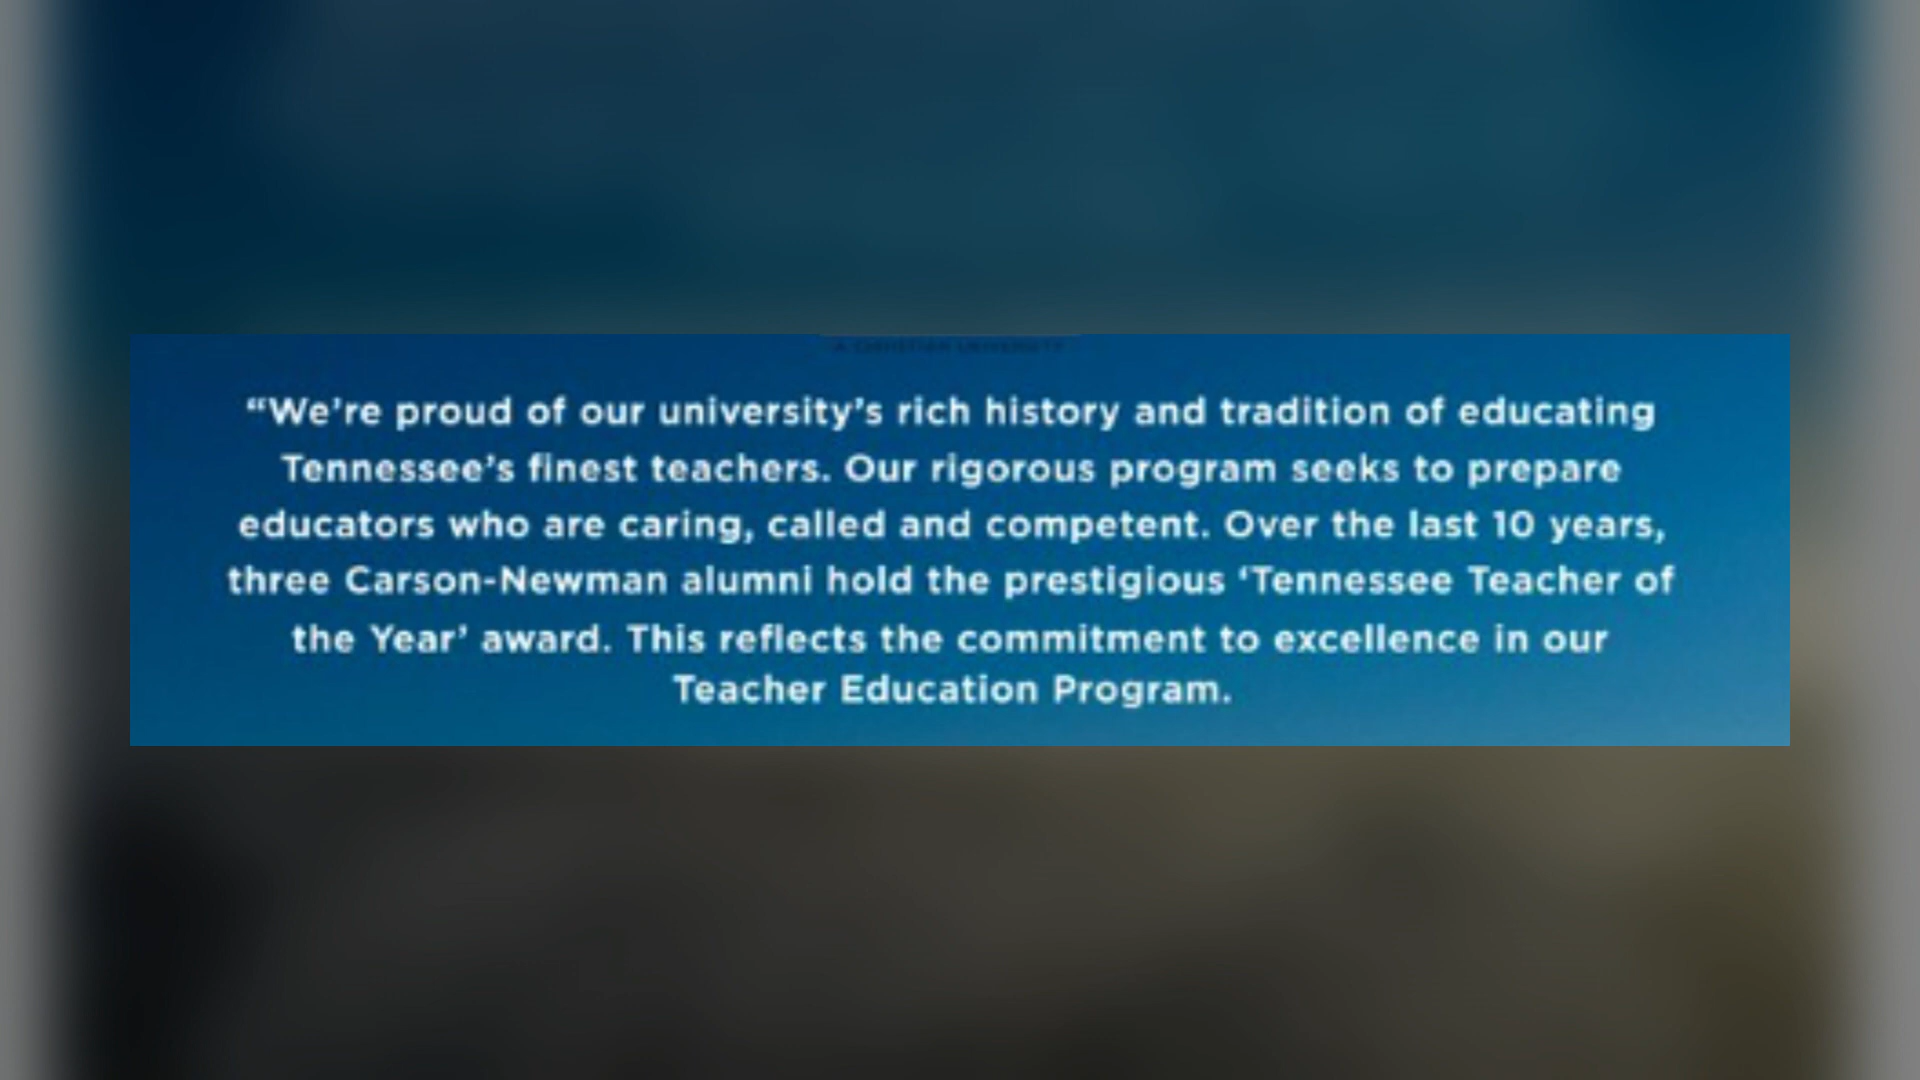 A CHRISTIAN UNIVERSITY
“We’re proud of our university’s rich history and tradition of educating
Tennessee’s finest teachers. Our rigorous program seeks to prepare
educators who are caring, called and competent. Over the last 10 years,
three Carson-Newman alumni hold the prestigious ‘Tennessee Teacher of
the Year’ award. This reflects the commitment to excellence in our
Teacher Education Program.